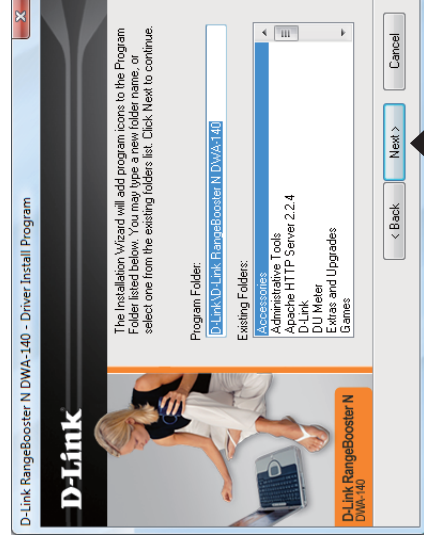 D-Link RangeBooster N DWA-140 - Driver Install Program
D-Link
The Installation Wizard will add program icons to the Program
Folder listed below. You may type a new folder name, or
select one from the existing folders list. Click Next to continue.
Program Folder:
D-Link\D-Link RangeBooster N DWA-140
Existing Folders:
Accessories
Administrative Tools
Apache HTTP Server 2.2.4
D-Link
DU Meter
Extras and Upgrades
Games
D-Link RangeBooster N
DWA-140
< Back
Next >
Cancel